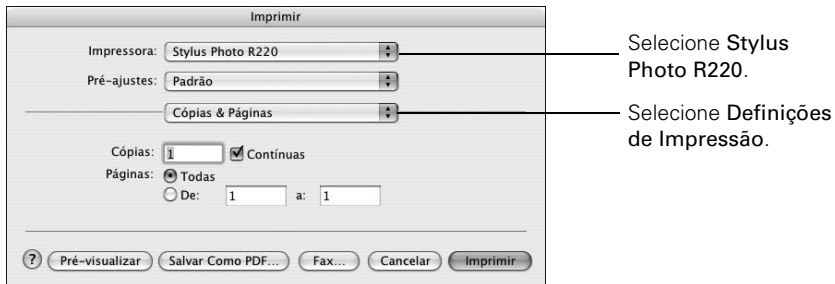 Imprimir
Impressora: Stylus Photo R220
Pré-ajustes: Padrão
Cópias & Páginas
Cópias: 1 Contínuas
Páginas: Todas
De: 1 a: 1
? Pré-visualizar Salvar Como PDF... Fax... Cancelar Imprimir
Selecione Stylus
Photo R220.
Selecione Definições
de Impressão.